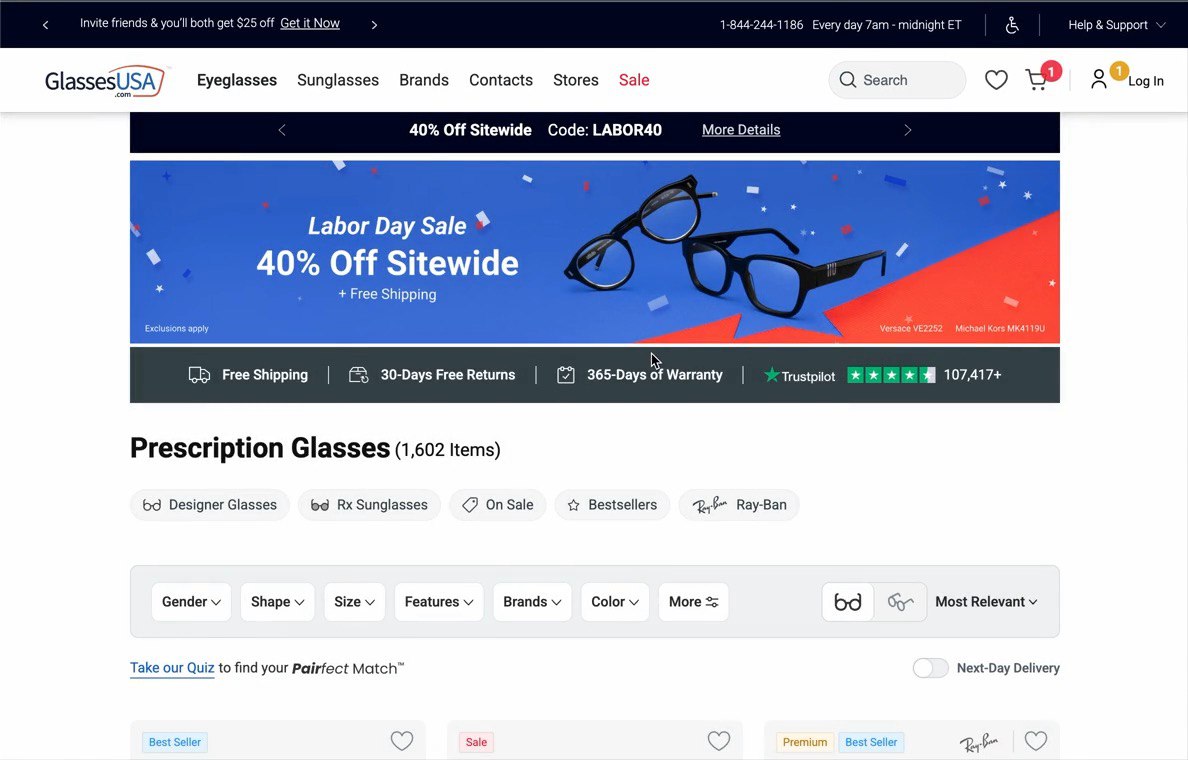 Invite friends & you'll both get $25 off Get it Now
1-844-244-1186 Every day 7am - midnight ET
Help & Support
GlassesUSA
.com
Eyeglasses Sunglasses Brands Contacts Stores Sale
Search
1
1
Log In
40% Off Sitewide Code: LABOR40 More Details
Labor Day Sale
40% Off Sitewide
+ Free Shipping
Exclusions apply
Versace VE2252 Michael Kors MK4119U
Free Shipping
30-Days Free Returns
365-Days of Warranty
Trustpilot 107,417+
Prescription Glasses (1,602 Items)
Designer Glasses
Rx Sunglasses
On Sale
Bestsellers
Ray-Ban Ray-Ban
Gender Shape Size Features Brands Color More
Most Relevant
Take our Quiz to find your Pairfect Match™
Next-Day Delivery
Best Seller
Sale
Premium Best Seller Ray-Ban